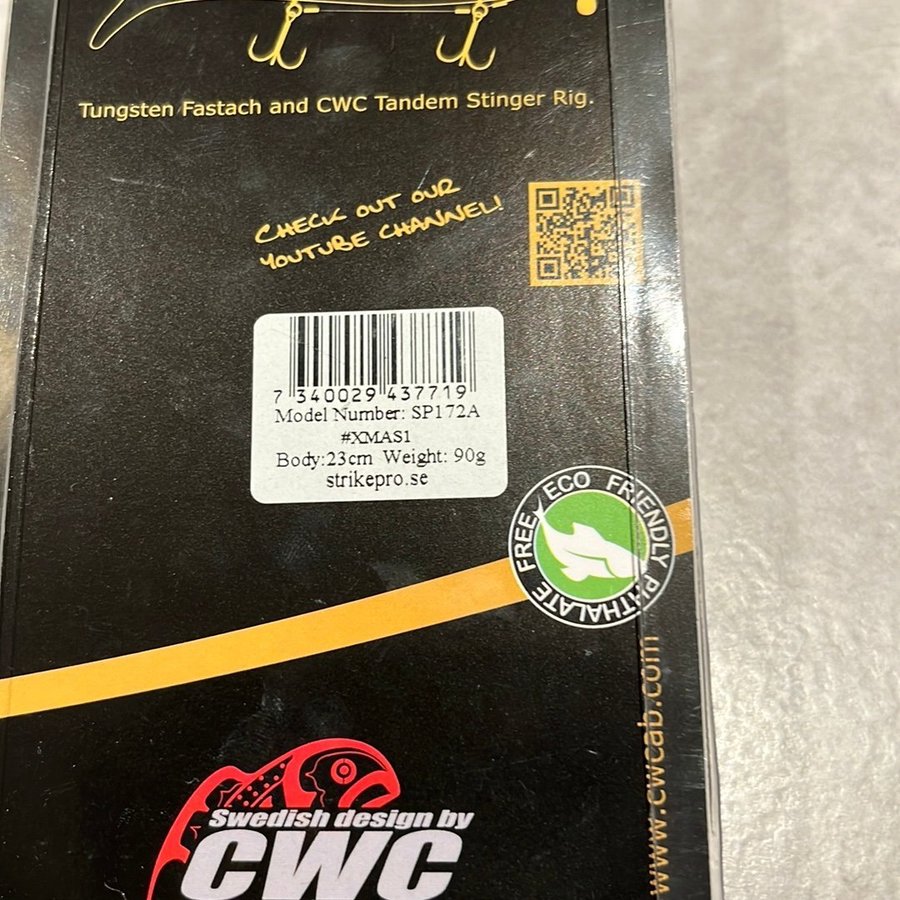 Tungsten Fastach and CWC Tandem Stinger Rig.
CHECK OUT OUR
YOUTUBE CHANNEL!
7 340029 437719
Model Number: SP172A
#XMAS1
Body:23cm Weight: 90g
strikepro.se
ECO FRIENDLY PHTHALATE FREE
www.cwcab.com
Swedish design by
CWC